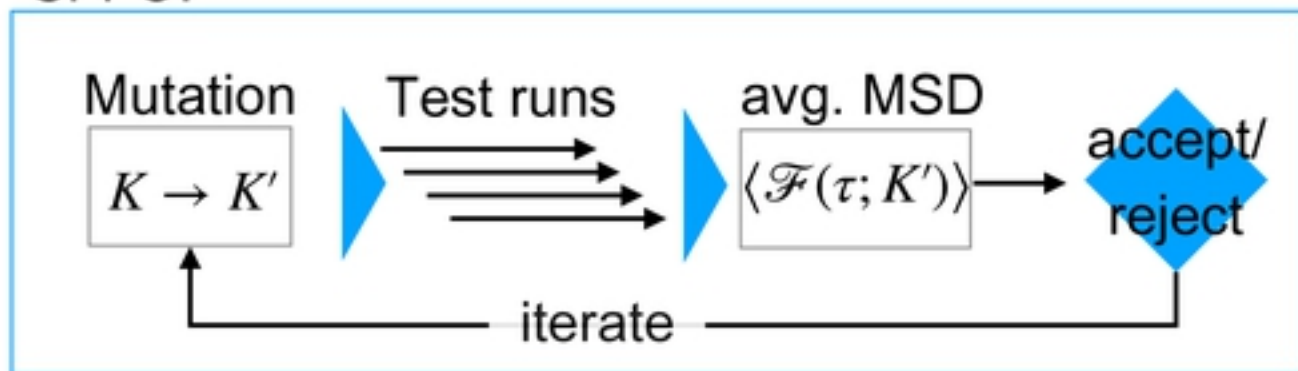 Mutation
K → K′
Test runs
avg. MSD
⟨ℱ(τ; K′)⟩
accept/
reject
iterate